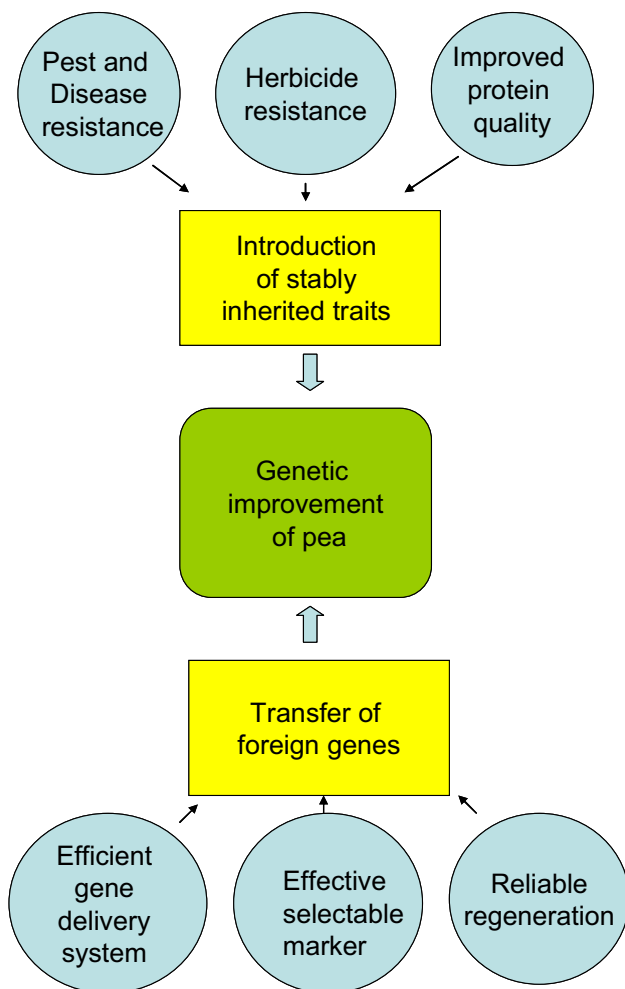 Pest and
Disease
resistance
Herbicide
resistance
Improved
protein
quality
Introduction
of stably
inherited traits
Genetic
improvement
of pea
Transfer of
foreign genes
Efficient
gene
delivery
system
Effective
selectable
marker
Reliable
regeneration